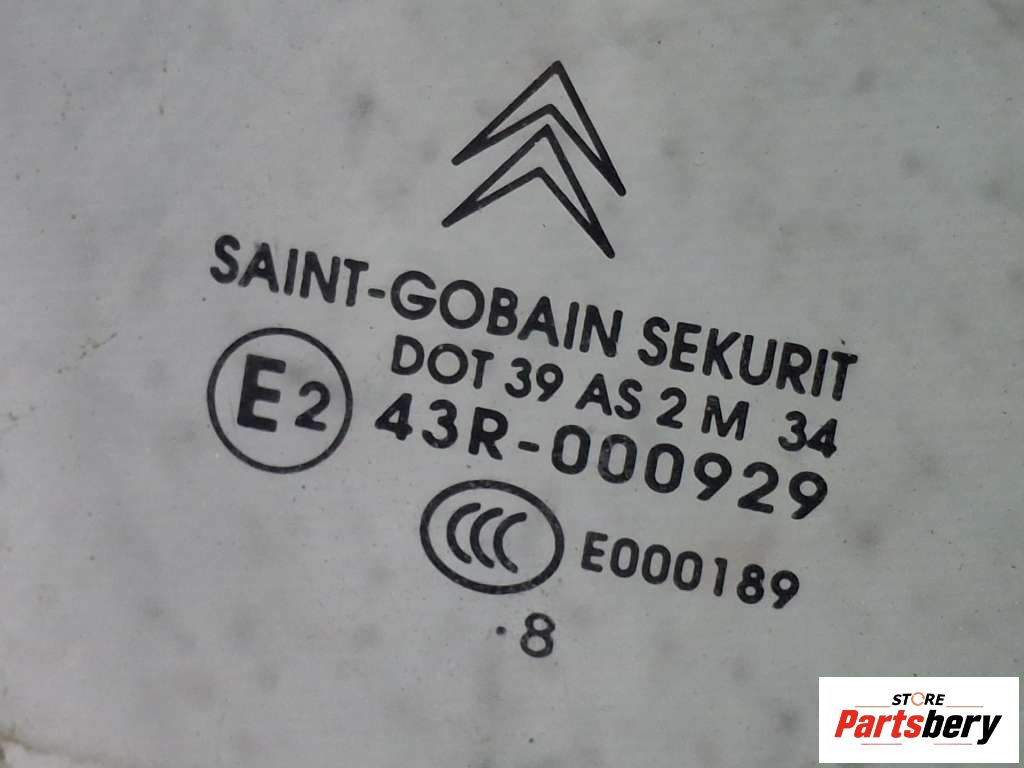 SAINT-GOBAIN SEKURIT
DOT 39 AS 2 M 34
E2 43R-000929
CCC E000189
.8
STORE
Partsbery